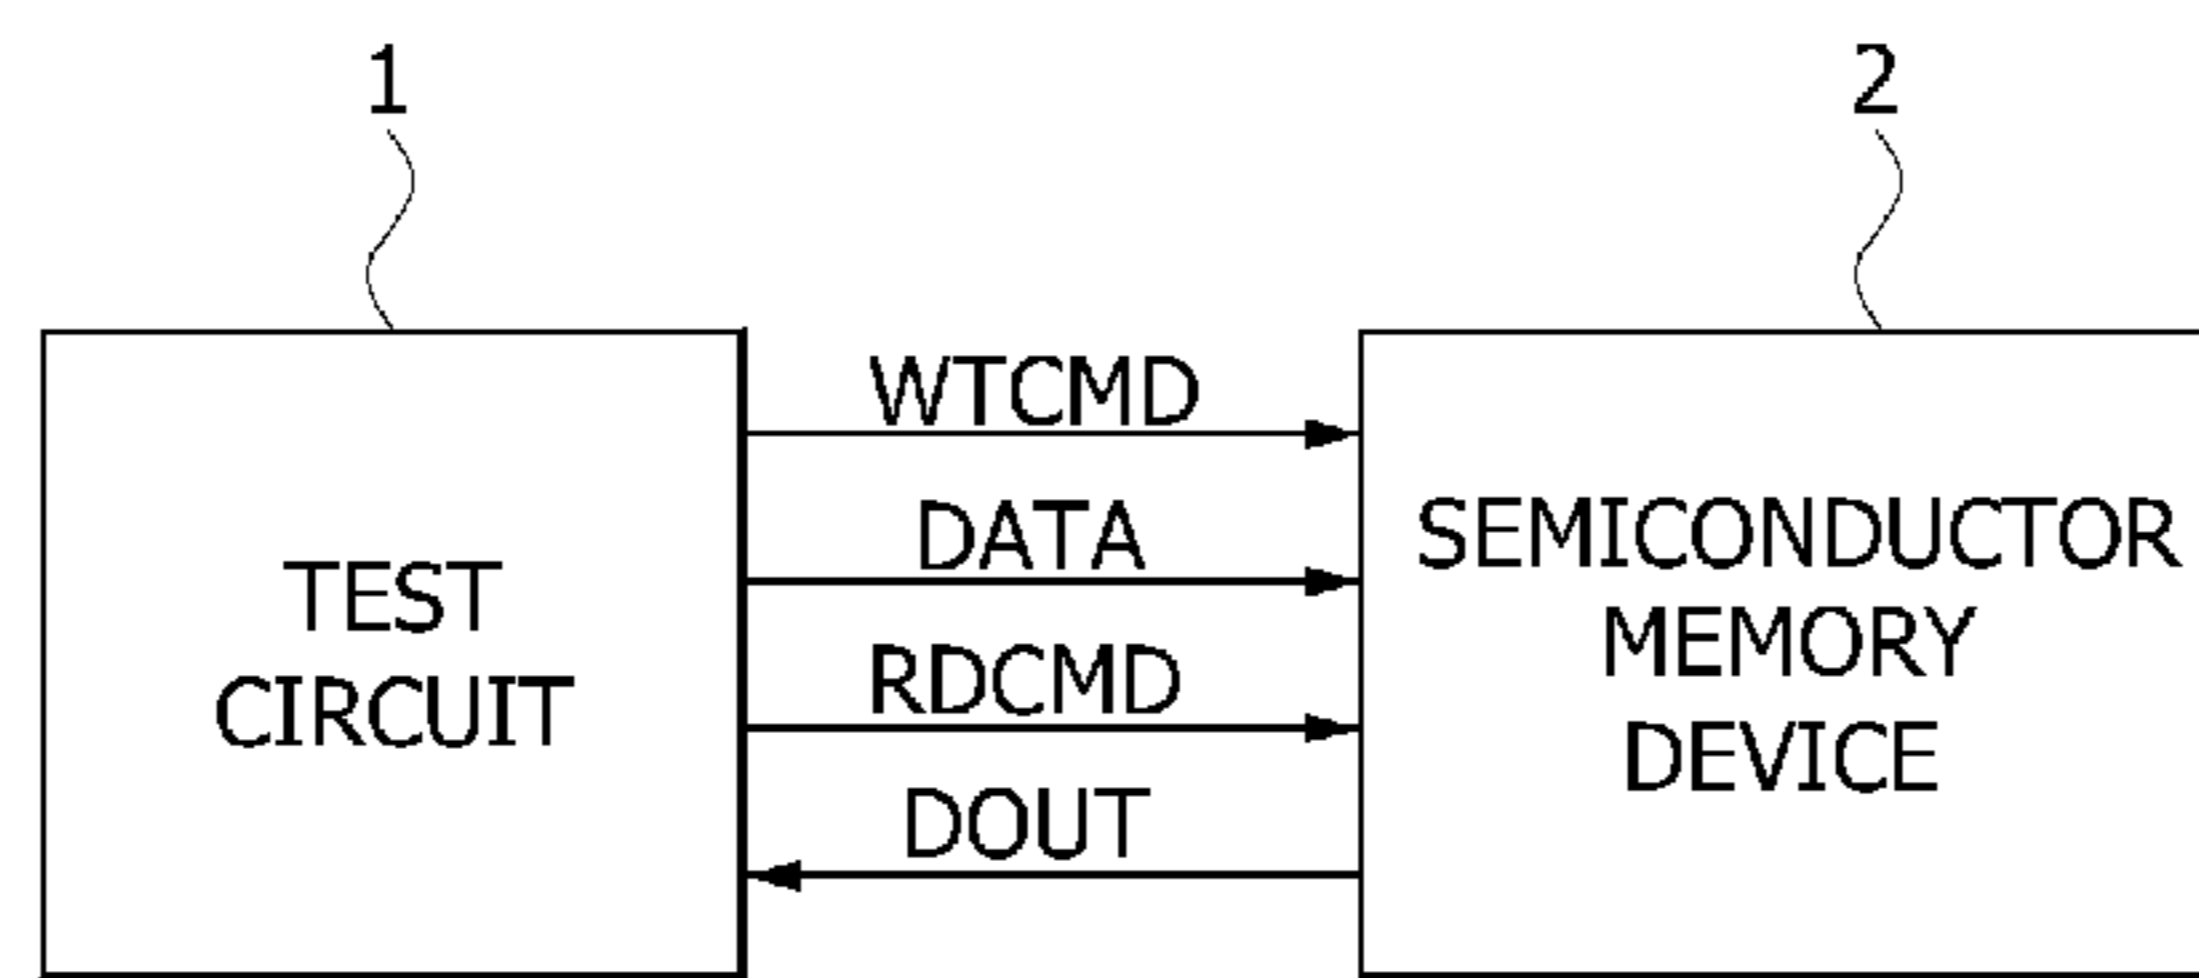 1
2
TEST
CIRCUIT
WTCMD
DATA
RDCMD
DOUT
SEMICONDUCTOR
MEMORY
DEVICE